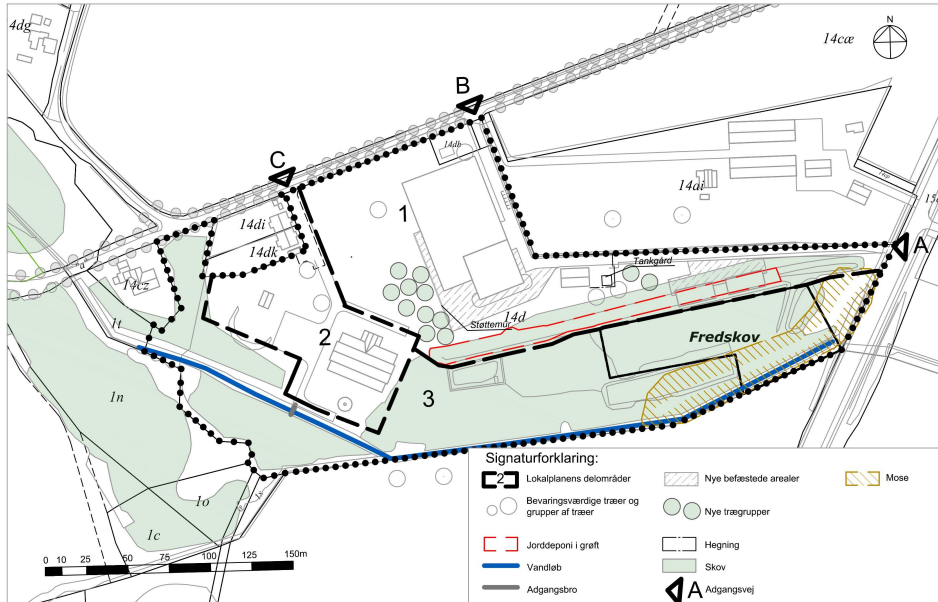 4dg
14cæ
N
B
C
14db
1
14di
14dk
14ai
A
14cz
Tankgård
14d
Støttemur
Fredskov
1t
2
3
1n
1o
1c
0 10 25 50 75 100 125 150m
Signaturforklaring:
2 Lokalplanens delområder
Nye befæstede arealer
Mose
Bevaringsværdige træer og
grupper af træer
Nye trægrupper
Jorddeponi i grøft
Hegning
Vandløb
Skov
Adgangsbro
A Adgangsvej